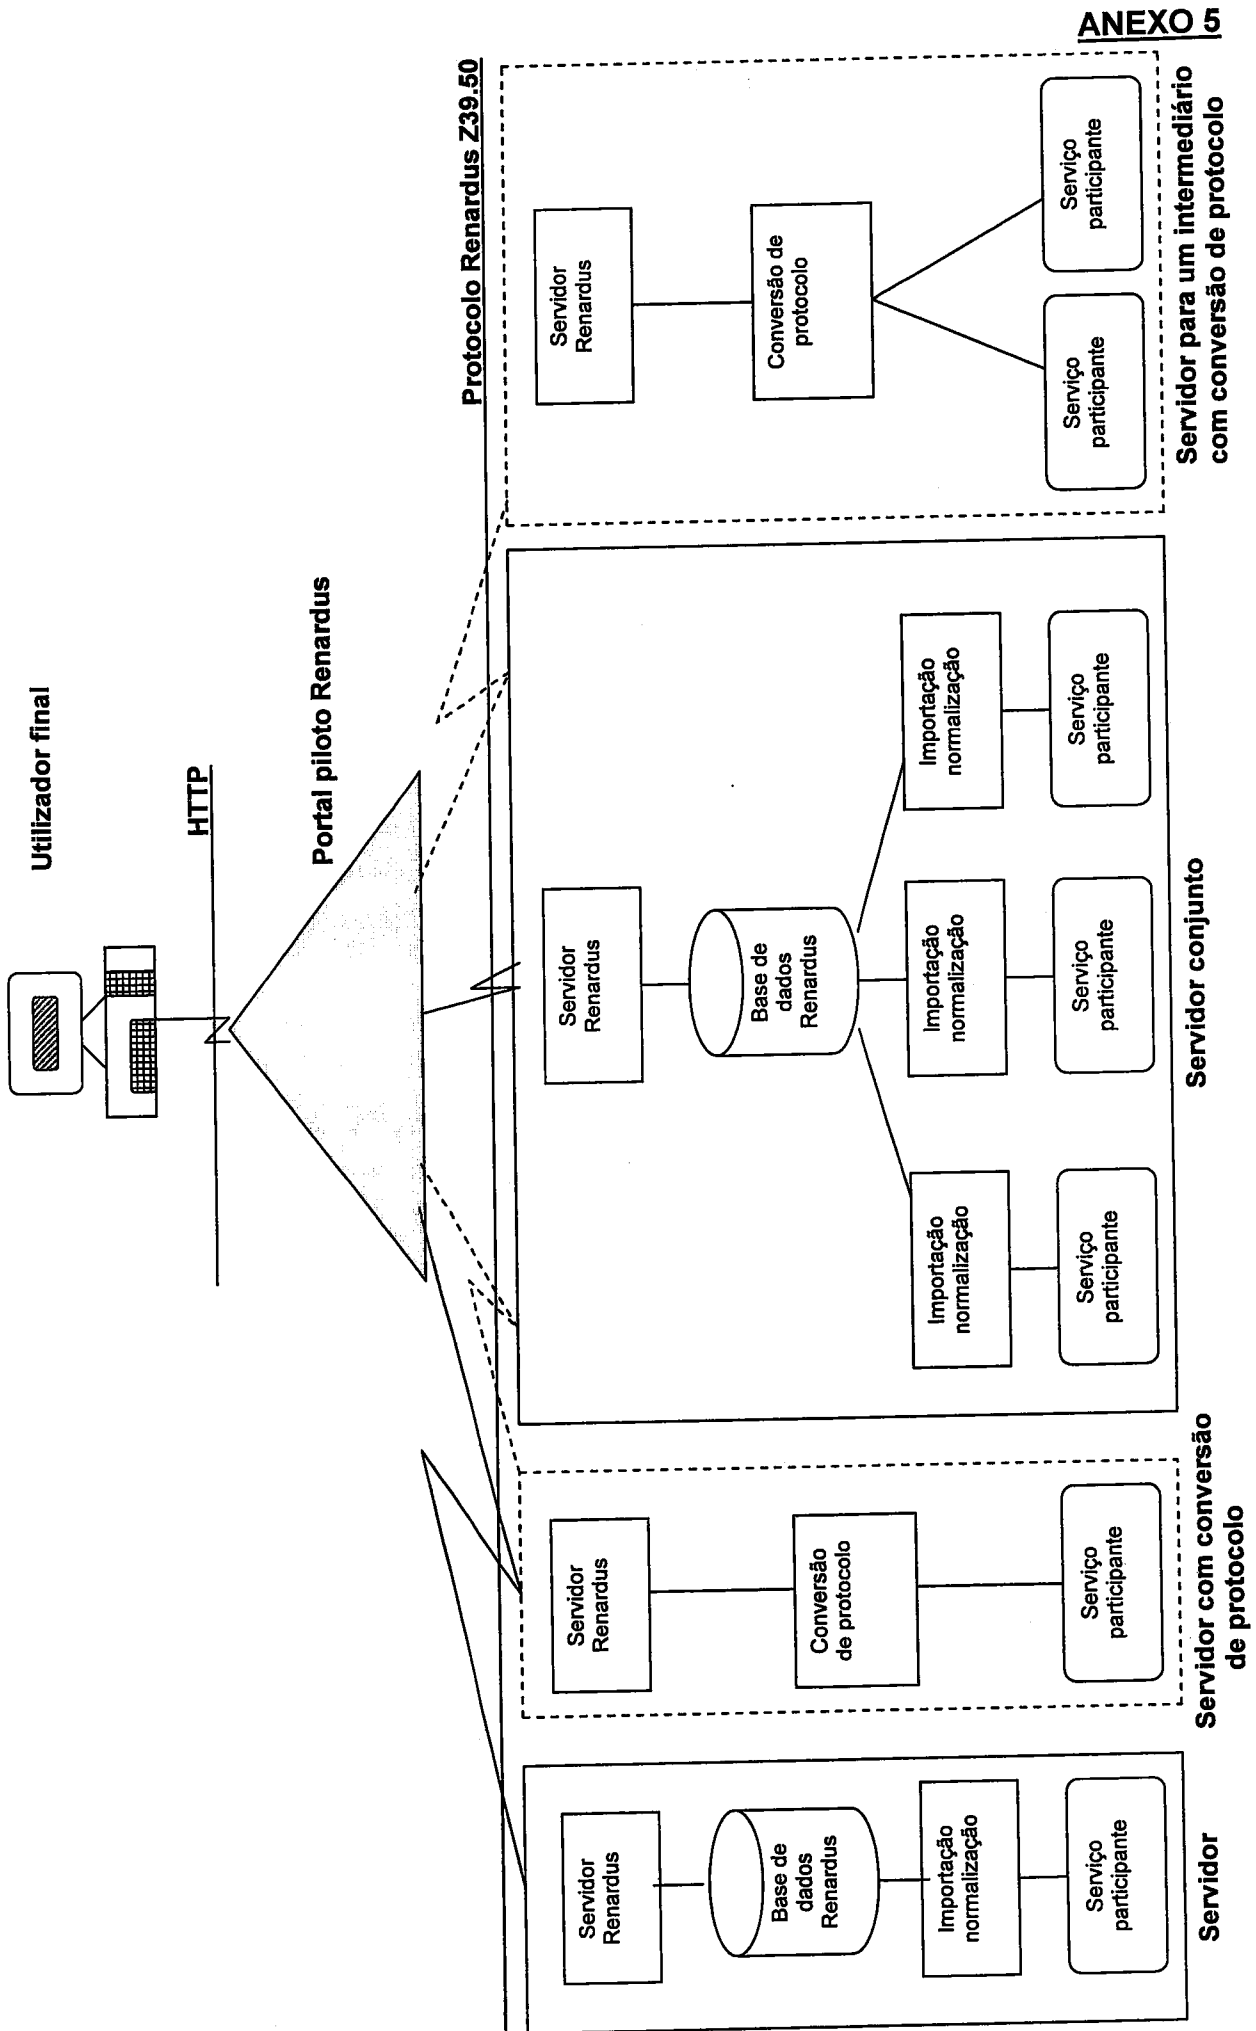 ANEXO 5
Utilizador final
HTTP
Portal piloto Renardus
Protocolo Renardus Z39.50
Servidor
Renardus
Base de
dados
Renardus
Importação
normalização
Serviço
participante
Servidor
Servidor
Renardus
Conversão
de protocolo
Serviço
participante
Servidor com conversão
de protocolo
Servidor
Renardus
Base de
dados
Renardus
Importação
normalização
Importação
normalização
Importação
normalização
Serviço
participante
Serviço
participante
Serviço
participante
Servidor conjunto
Servidor
Renardus
Conversão de
protocolo
Serviço
participante
Serviço
participante
Servidor para um intermediário
com conversão de protocolo